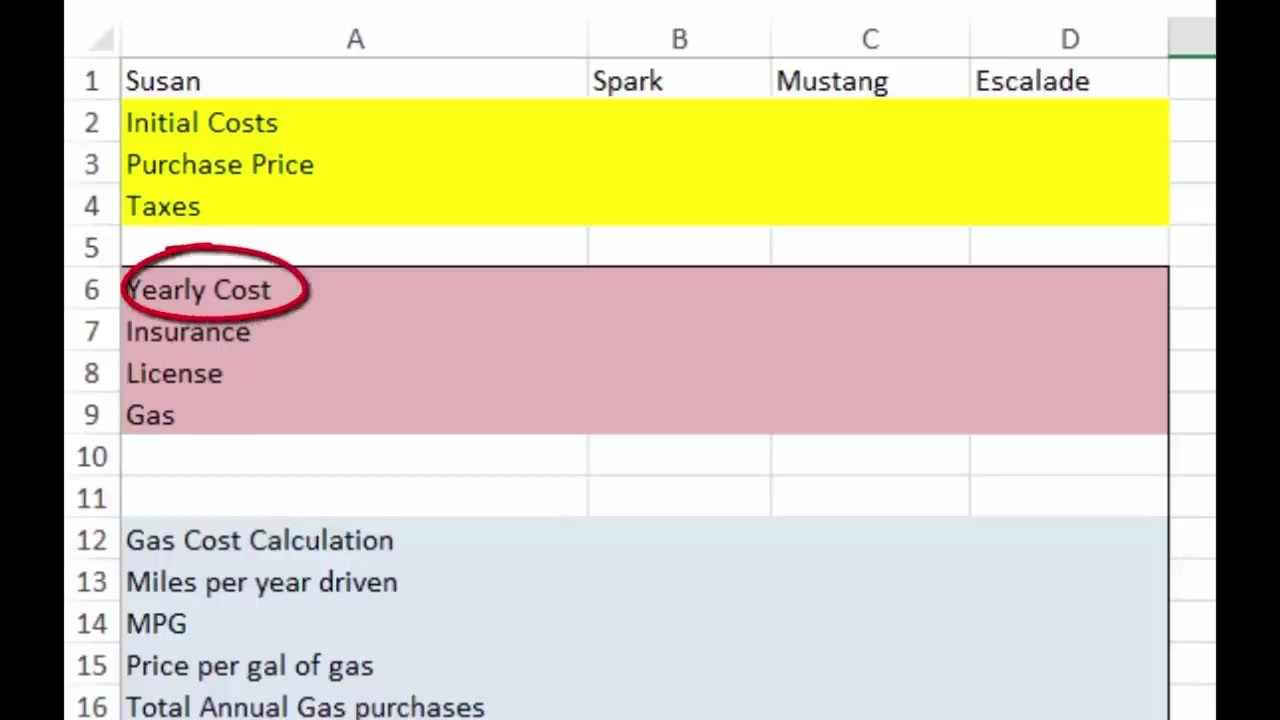 A B C D
1 Susan Spark Mustang Escalade
2 Initial Costs
3 Purchase Price
4 Taxes
5
6 Yearly Cost
7 Insurance
8 License
9 Gas
10
11
12 Gas Cost Calculation
13 Miles per year driven
14 MPG
15 Price per gal of gas
16 Total Annual Gas purchases